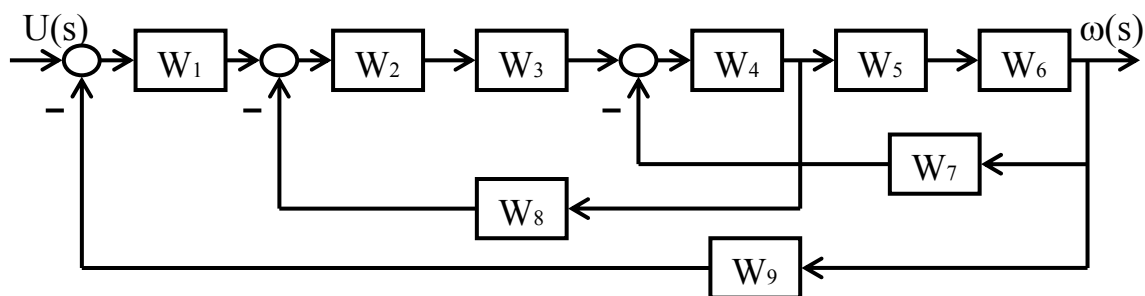 U(s) ω(s)
W₁ W₂ W₃ W₄ W₅ W₆
− − −
W₇
W₈
W₉